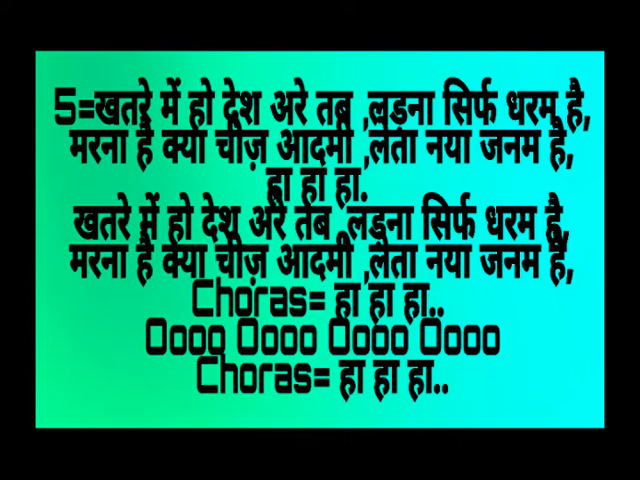 5=खतरे में हो देश अरे तब ,लड़ना सिर्फ धरम है,
मरना है क्या चीज़ आदमी ,लेता नया जनम है,
हा हा हा.
खतरे में हो देश अरे तब ,लड़ना सिर्फ धरम है,
मरना है क्या चीज़ आदमी ,लेता नया जनम है,
Choras= हा हा हा..
Oooo Oooo Oooo Oooo
Choras= हा हा हा..